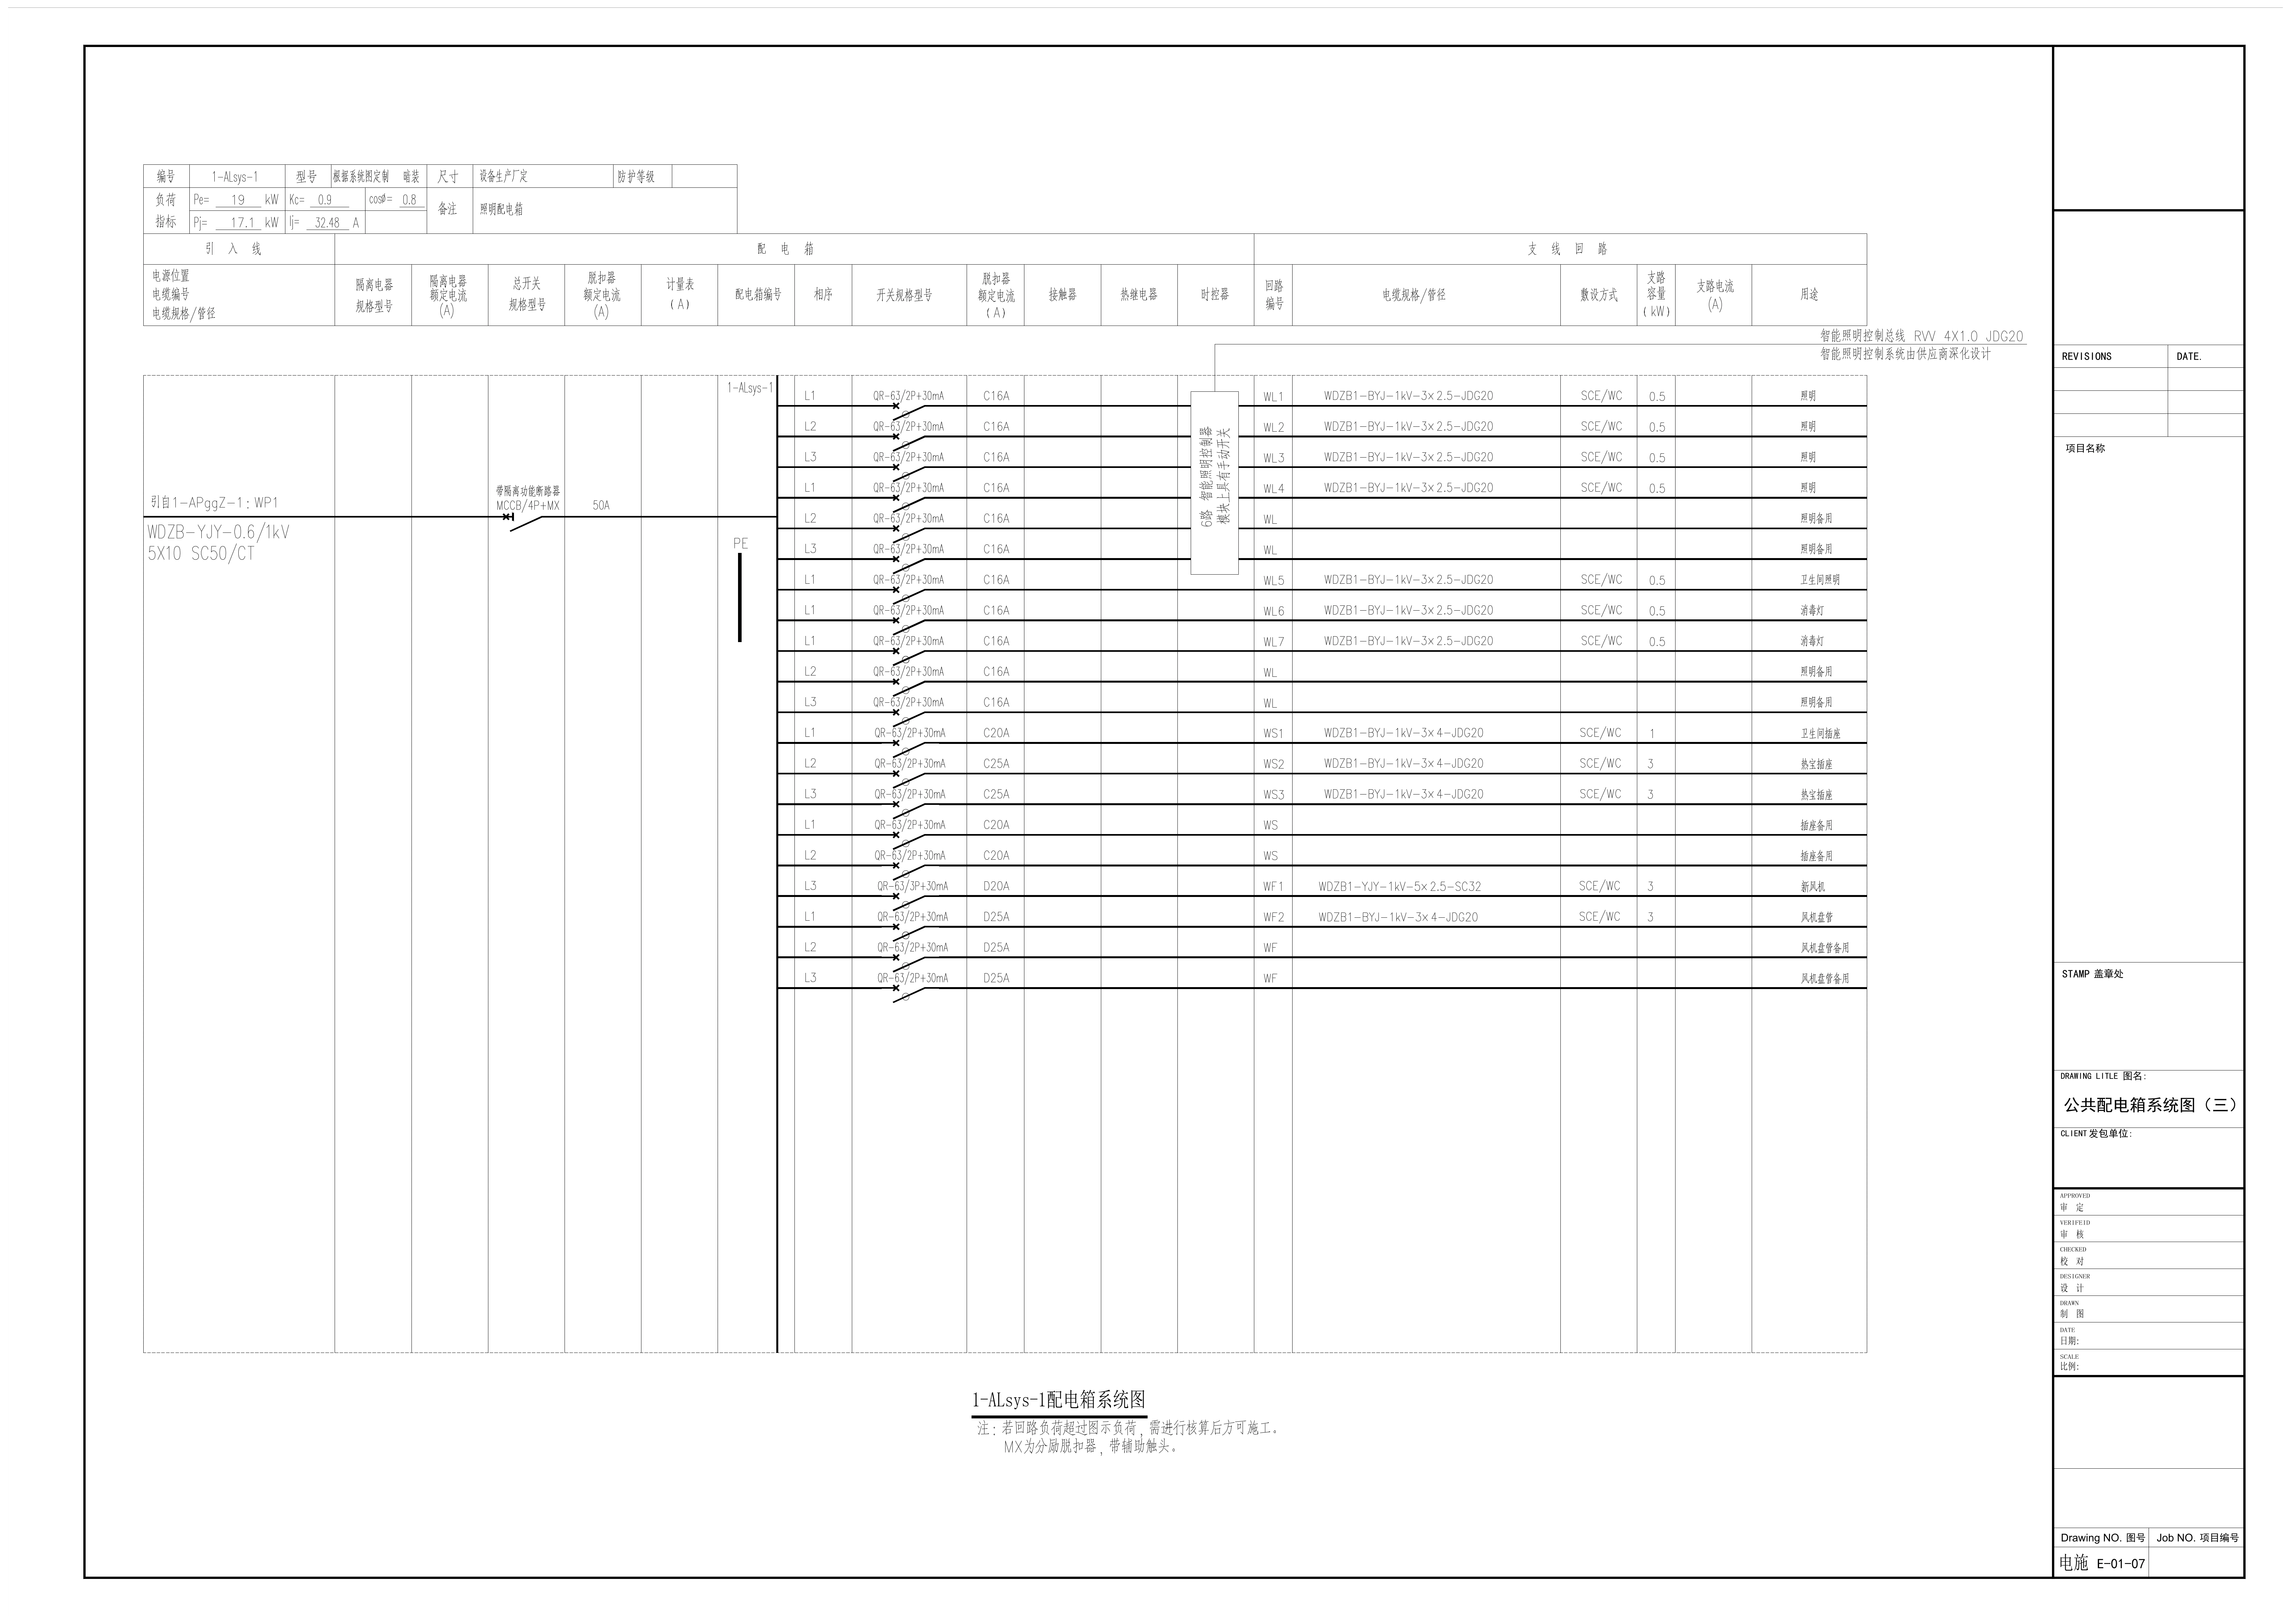 编号 1-ALsys-1 型号 根据系统图定制 暗装 尺寸 设备生产厂定 防护等级
负荷 Pe= 19 kW Kc= 0.9 cosø= 0.8 备注 照明配电箱
指标 Pj= 17.1 kW Ij= 32.48 A
引 入 线 配 电 箱 支 线 回 路
电源位置
电缆编号
电缆规格/管径
隔离电器
规格型号
隔离电器
额定电流
(A)
总开关
规格型号
脱扣器
额定电流
(A)
计量表
(A)
配电箱编号
相序
开关规格型号
脱扣器
额定电流
(A)
接触器
热继电器
时控器
回路
编号
电缆规格/管径
敷设方式
支路
容量
(kW)
支路电流
(A)
用途
智能照明控制总线 RVV 4X1.0 JDG20
智能照明控制系统由供应商深化设计
引自1-APggZ-1:WP1
WDZB-YJY-0.6/1kV
5X10 SC50/CT
带隔离功能断路器
MCCB/4P+MX 50A
1-ALsys-1
PE
6路 智能照明控制器
模块上具有手动开关
L1 QR-63/2P+30mA C16A WL1 WDZB1-BYJ-1kV-3×2.5-JDG20 SCE/WC 0.5 照明
L2 QR-63/2P+30mA C16A WL2 WDZB1-BYJ-1kV-3×2.5-JDG20 SCE/WC 0.5 照明
L3 QR-63/2P+30mA C16A WL3 WDZB1-BYJ-1kV-3×2.5-JDG20 SCE/WC 0.5 照明
L1 QR-63/2P+30mA C16A WL4 WDZB1-BYJ-1kV-3×2.5-JDG20 SCE/WC 0.5 照明
L2 QR-63/2P+30mA C16A WL 照明备用
L3 QR-63/2P+30mA C16A WL 照明备用
L1 QR-63/2P+30mA C16A WL5 WDZB1-BYJ-1kV-3×2.5-JDG20 SCE/WC 0.5 卫生间照明
L1 QR-63/2P+30mA C16A WL6 WDZB1-BYJ-1kV-3×2.5-JDG20 SCE/WC 0.5 消毒灯
L1 QR-63/2P+30mA C16A WL7 WDZB1-BYJ-1kV-3×2.5-JDG20 SCE/WC 0.5 消毒灯
L2 QR-63/2P+30mA C16A WL 照明备用
L3 QR-63/2P+30mA C16A WL 照明备用
L1 QR-63/2P+30mA C20A WS1 WDZB1-BYJ-1kV-3×4-JDG20 SCE/WC 1 卫生间插座
L2 QR-63/2P+30mA C25A WS2 WDZB1-BYJ-1kV-3×4-JDG20 SCE/WC 3 热宝插座
L3 QR-63/2P+30mA C25A WS3 WDZB1-BYJ-1kV-3×4-JDG20 SCE/WC 3 热宝插座
L1 QR-63/2P+30mA C20A WS 插座备用
L2 QR-63/2P+30mA C20A WS 插座备用
L3 QR-63/3P+30mA D20A WF1 WDZB1-YJY-1kV-5×2.5-SC32 SCE/WC 3 新风机
L1 QR-63/2P+30mA D25A WF2 WDZB1-BYJ-1kV-3×4-JDG20 SCE/WC 3 风机盘管
L2 QR-63/2P+30mA D25A WF 风机盘管备用
L3 QR-63/2P+30mA D25A WF 风机盘管备用
1-ALsys-1配电箱系统图
注：若回路负荷超过图示负荷，需进行核算后方可施工。
MX为分励脱扣器，带辅助触头。
REVISIONS DATE.
项目名称
STAMP 盖章处
DRAWING LITLE 图名:
公共配电箱系统图（三）
CLIENT 发包单位:
APPROVED
审 定
VERIFEID
审 核
CHECKED
校 对
DESIGNER
设 计
DRAWN
制 图
DATE
日期:
SCALE
比例:
Drawing NO. 图号 Job NO. 项目编号
电施 E-01-07